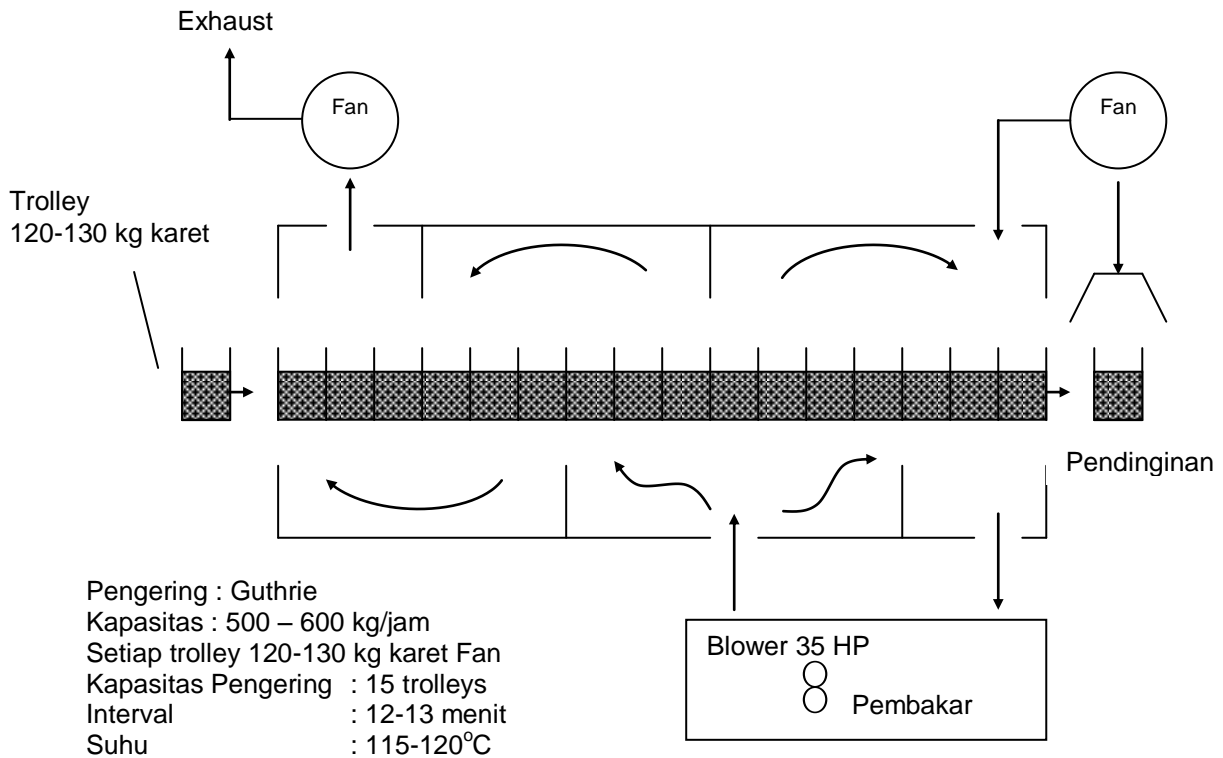 Exhaust
Fan
Fan
Trolley
120-130 kg karet
Pendinginan
Pengering : Guthrie
Kapasitas : 500 – 600 kg/jam
Setiap trolley 120-130 kg karet Fan
Kapasitas Pengering : 15 trolleys
Interval : 12-13 menit
Suhu : 115-120°C
Blower 35 HP
Pembakar